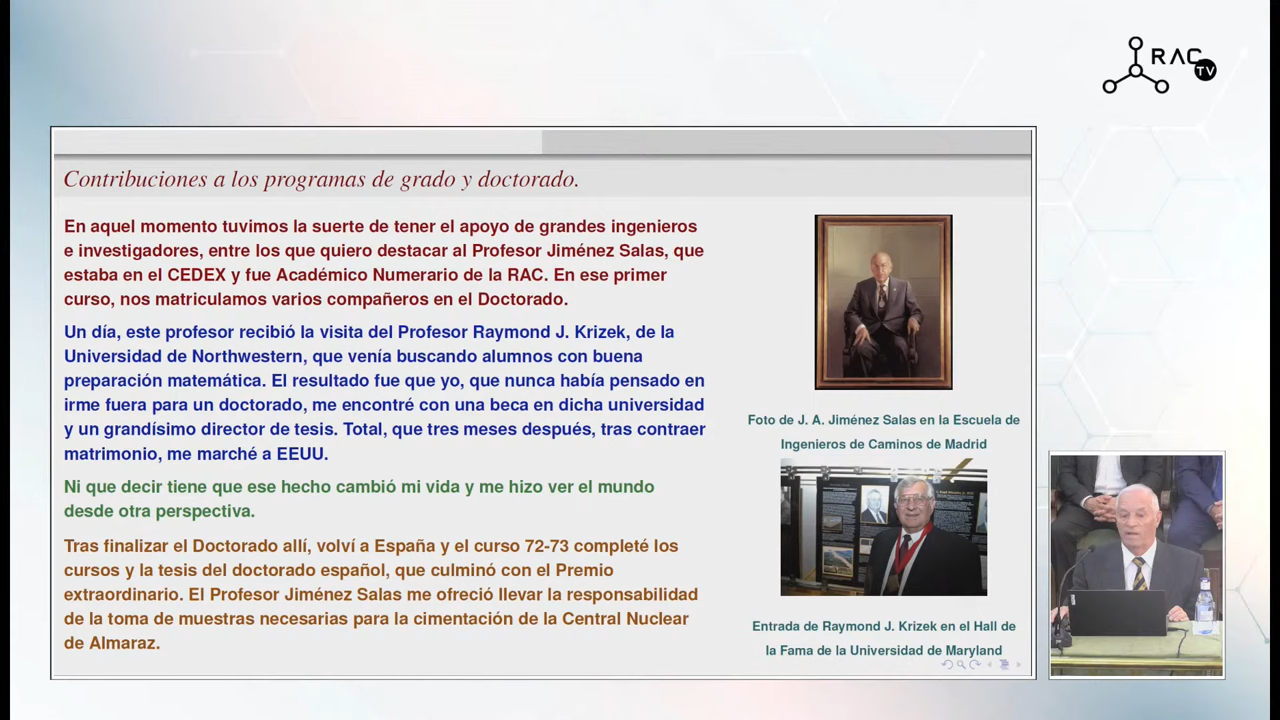 RAC
TV
Contribuciones a los programas de grado y doctorado.
En aquel momento tuvimos la suerte de tener el apoyo de grandes ingenieros
e investigadores, entre los que quiero destacar al Profesor Jiménez Salas, que
estaba en el CEDEX y fue Académico Numerario de la RAC. En ese primer
curso, nos matriculamos varios compañeros en el Doctorado.
Un día, este profesor recibió la visita del Profesor Raymond J. Krizek, de la
Universidad de Northwestern, que venía buscando alumnos con buena
preparación matemática. El resultado fue que yo, que nunca había pensado en
irme fuera para un doctorado, me encontré con una beca en dicha universidad
y un grandísimo director de tesis. Total, que tres meses después, tras contraer
matrimonio, me marché a EEUU.
Ni que decir tiene que ese hecho cambió mi vida y me hizo ver el mundo
desde otra perspectiva.
Tras finalizar el Doctorado allí, volví a España y el curso 72-73 completé los
cursos y la tesis del doctorado español, que culminó con el Premio
extraordinario. El Profesor Jiménez Salas me ofreció llevar la responsabilidad
de la toma de muestras necesarias para la cimentación de la Central Nuclear
de Almaraz.
Foto de J. A. Jiménez Salas en la Escuela de
Ingenieros de Caminos de Madrid
Entrada de Raymond J. Krizek en el Hall de
la Fama de la Universidad de Maryland